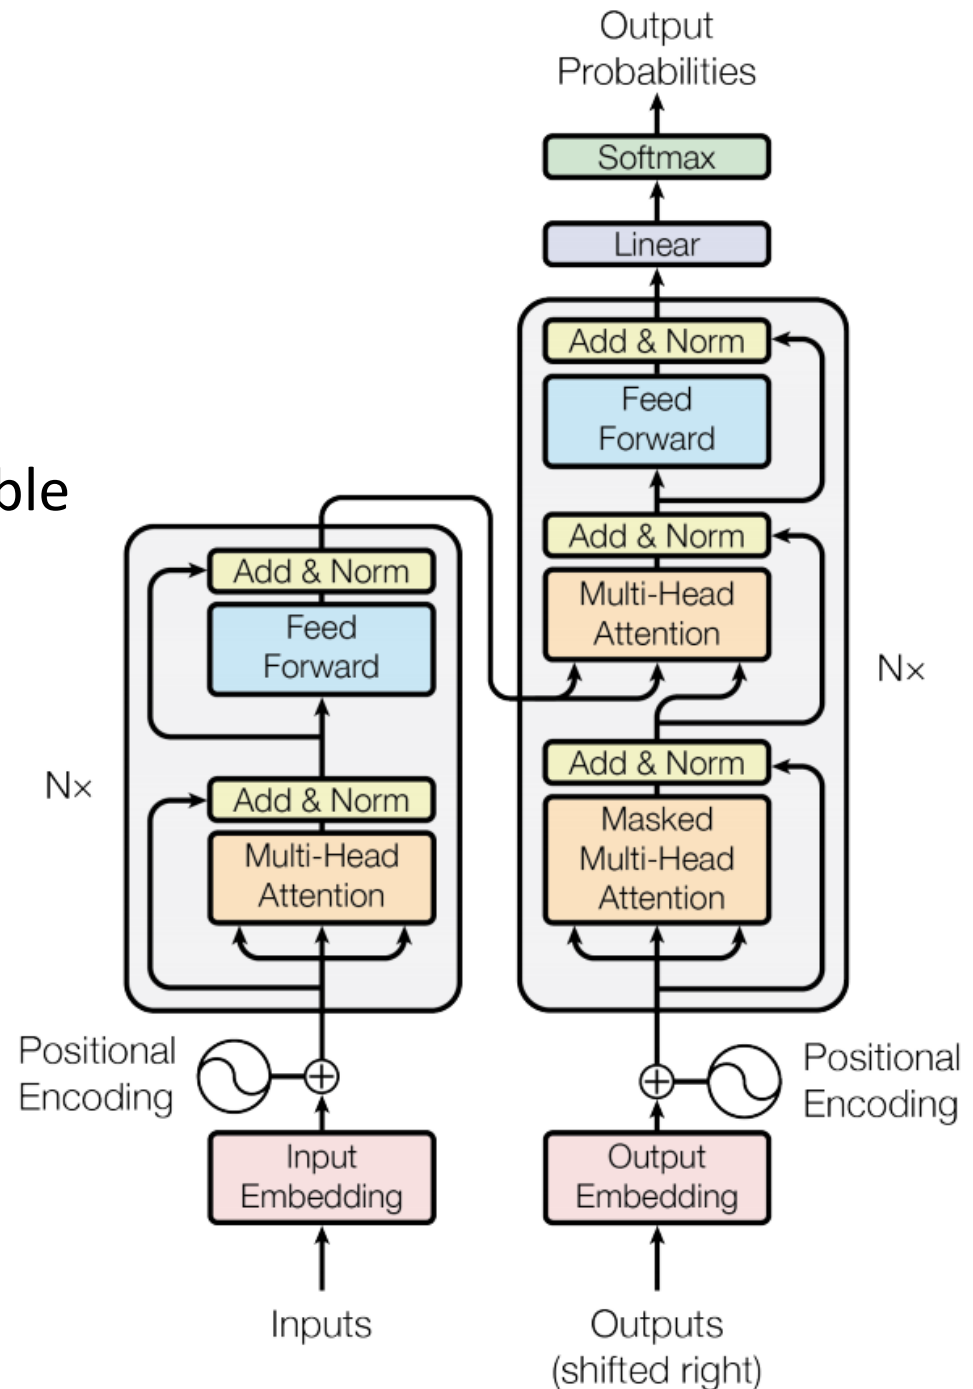 Output
Probabilities
Softmax
Linear
Add & Norm
Feed
Forward
Add & Norm
Multi-Head
Attention
Nx
Add & Norm
Masked
Multi-Head
Attention
ble
Add & Norm
Feed
Forward
Nx
Add & Norm
Multi-Head
Attention
Positional
Encoding
Positional
Encoding
Input
Embedding
Output
Embedding
Inputs
Outputs
(shifted right)